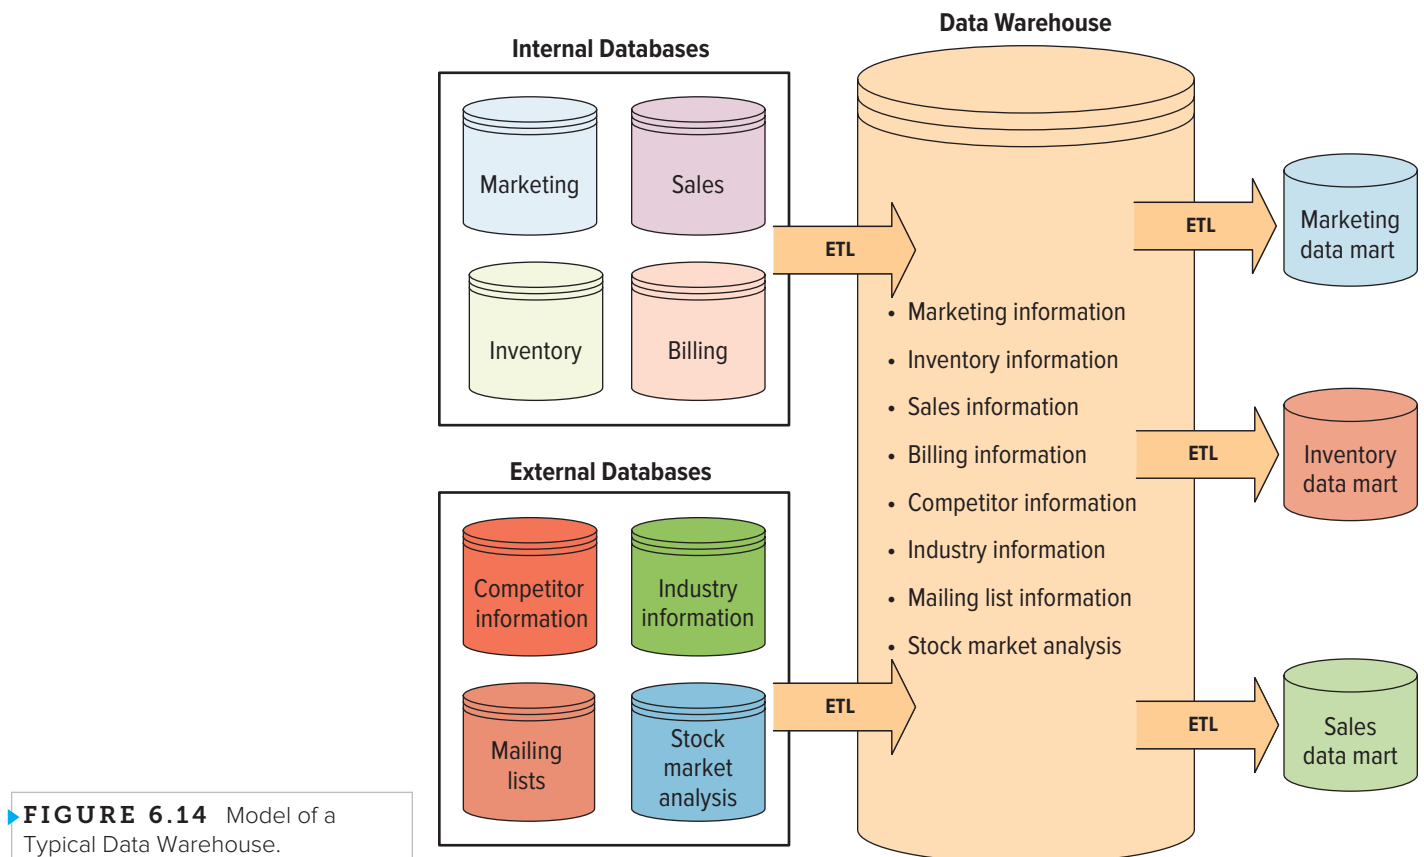 Data Warehouse
Internal Databases
Marketing
Sales
Inventory
Billing
ETL
External Databases
Competitor
information
Industry
information
Mailing
lists
Stock
market
analysis
ETL
• Marketing information
• Inventory information
• Sales information
• Billing information
• Competitor information
• Industry information
• Mailing list information
• Stock market analysis
ETL
Marketing
data mart
ETL
Inventory
data mart
ETL
Sales
data mart
FIGURE 6.14 Model of a
Typical Data Warehouse.